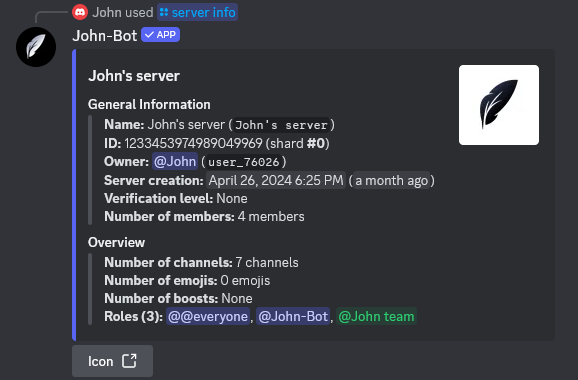 John used server info
John-Bot ✓ APP
John's server
General Information
Name: John's server (John's server)
ID: 1233453974989049969 (shard #0)
Owner: @John (user_76026)
Server creation: April 26, 2024 6:25 PM (a month ago)
Verification level: None
Number of members: 4 members
Overview
Number of channels: 7 channels
Number of emojis: 0 emojis
Number of boosts: None
Roles (3): @@everyone, @John-Bot, @John team
Icon